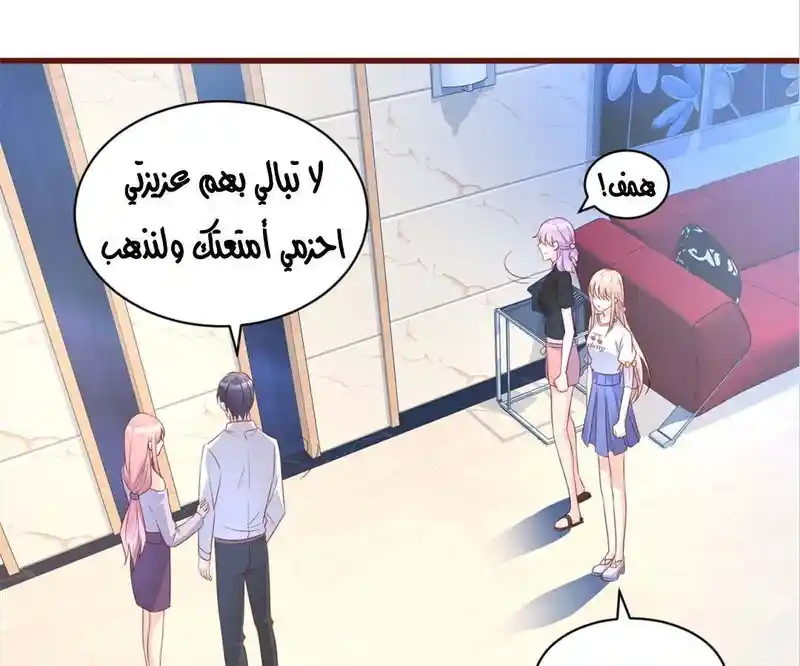 همف!
لا تبالي بهم عزيزتي
احزمي أمتعتك ولنذهب